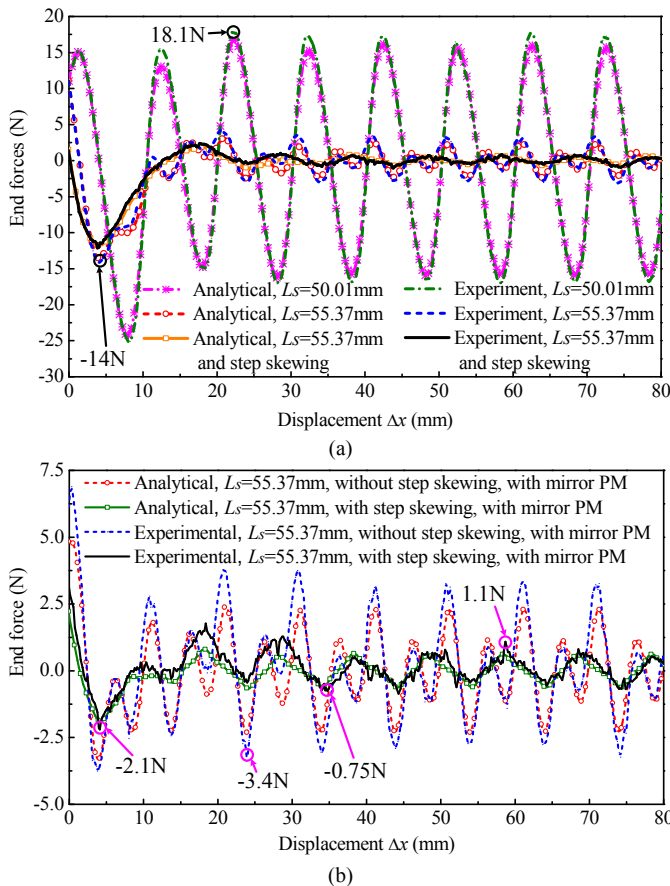 (a)
20
15
10
5
0
-5
-10
-15
-20
-25
-30
End forces (N)
18.1N
-14N
Analytical, Ls=50.01mm
Experiment, Ls=50.01mm
Analytical, Ls=55.37mm
Experiment, Ls=55.37mm
Analytical, Ls=55.37mm
and step skewing
Experiment, Ls=55.37mm
and step skewing
0 10 20 30 40 50 60 70 80
Displacement Δx (mm)
(a)
7.5
5.0
2.5
0.0
-2.5
-5.0
End force (N)
Analytical, Ls=55.37mm, without step skewing, with mirror PM
Analytical, Ls=55.37mm, with step skewing, with mirror PM
Experimental, Ls=55.37mm, without step skewing, with mirror PM
Experimental, Ls=55.37mm, with step skewing, with mirror PM
1.1N
-2.1N
-3.4N
-0.75N
0 10 20 30 40 50 60 70 80
Displacement Δx (mm)
(b)